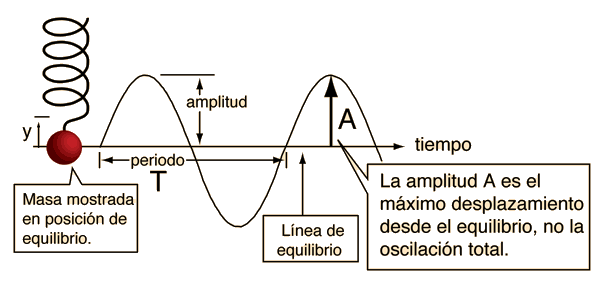 amplitud
A
y
tiempo
periodo
T
Masa mostrada
en posición de
equilibrio.
Línea de
equilibrio
La amplitud A es el
máximo desplazamiento
desde el equilibrio, no la
oscilación total.